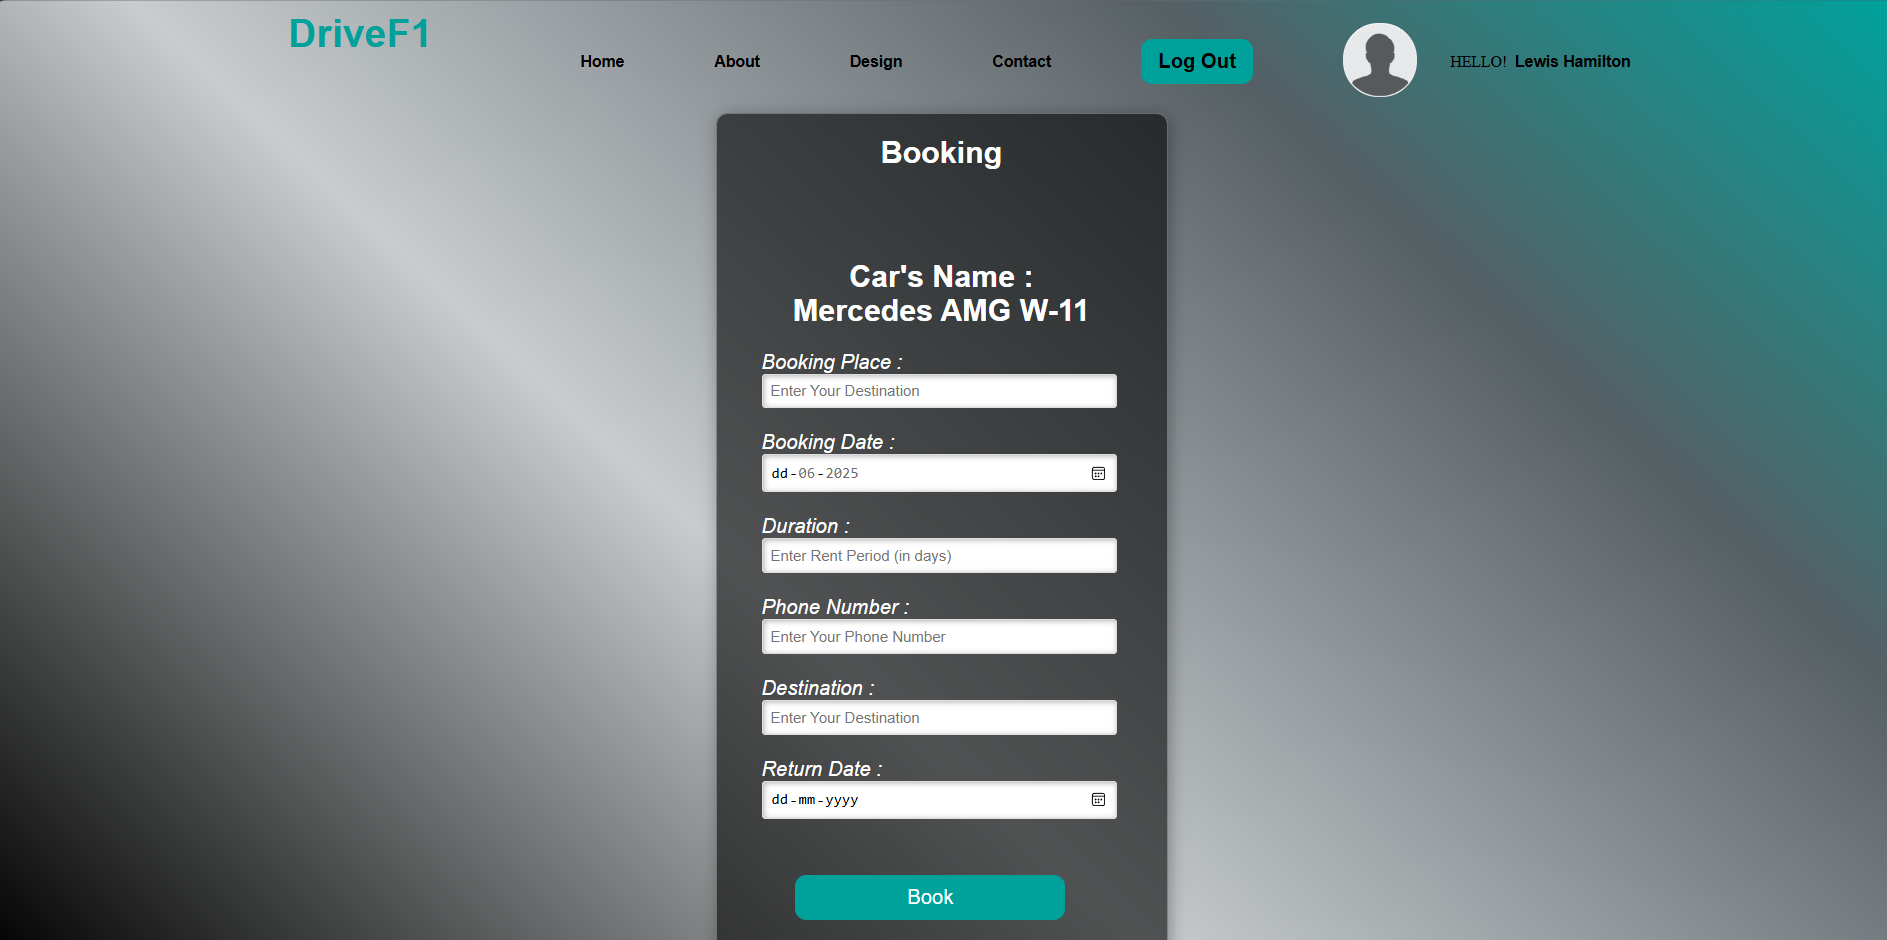 DriveF1
Home About Design Contact Log Out HELLO! Lewis Hamilton
Booking
Car's Name :
Mercedes AMG W-11
Booking Place :
Enter Your Destination
Booking Date :
dd-06-2025
Duration :
Enter Rent Period (in days)
Phone Number :
Enter Your Phone Number
Destination :
Enter Your Destination
Return Date :
dd-mm-yyyy
Book